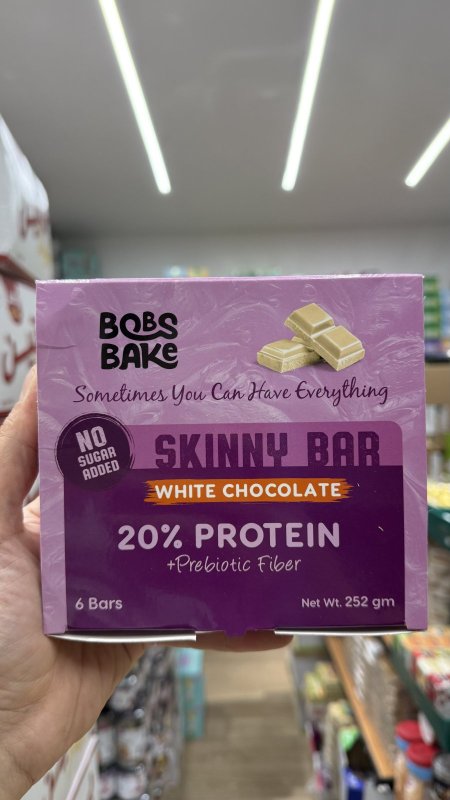 BOBS
BAKE
Sometimes You Can Have Everything
NO
SUGAR
ADDED
SKINNY BAR
WHITE CHOCOLATE
20% PROTEIN
+Prebiotic Fiber
6 Bars
Net Wt. 252 gm